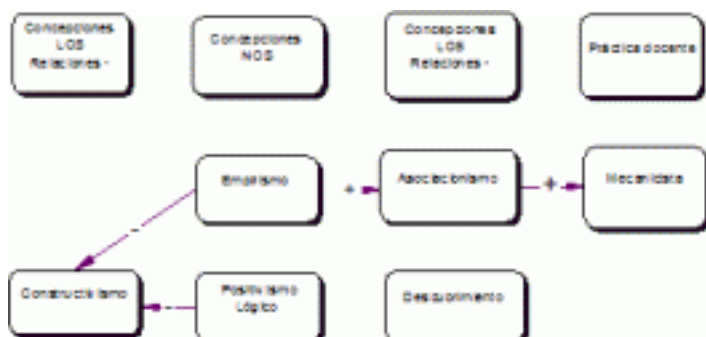 Concepciones
LOS
Relaciones -
Concepciones
NOS
Concepciones
LOS
Relaciones -
Práctica docente
Empirismo
+
Asociacionismo
+
Mecanicista
-
Constructivismo
-
Positivismo
Lógico
Descubrimiento